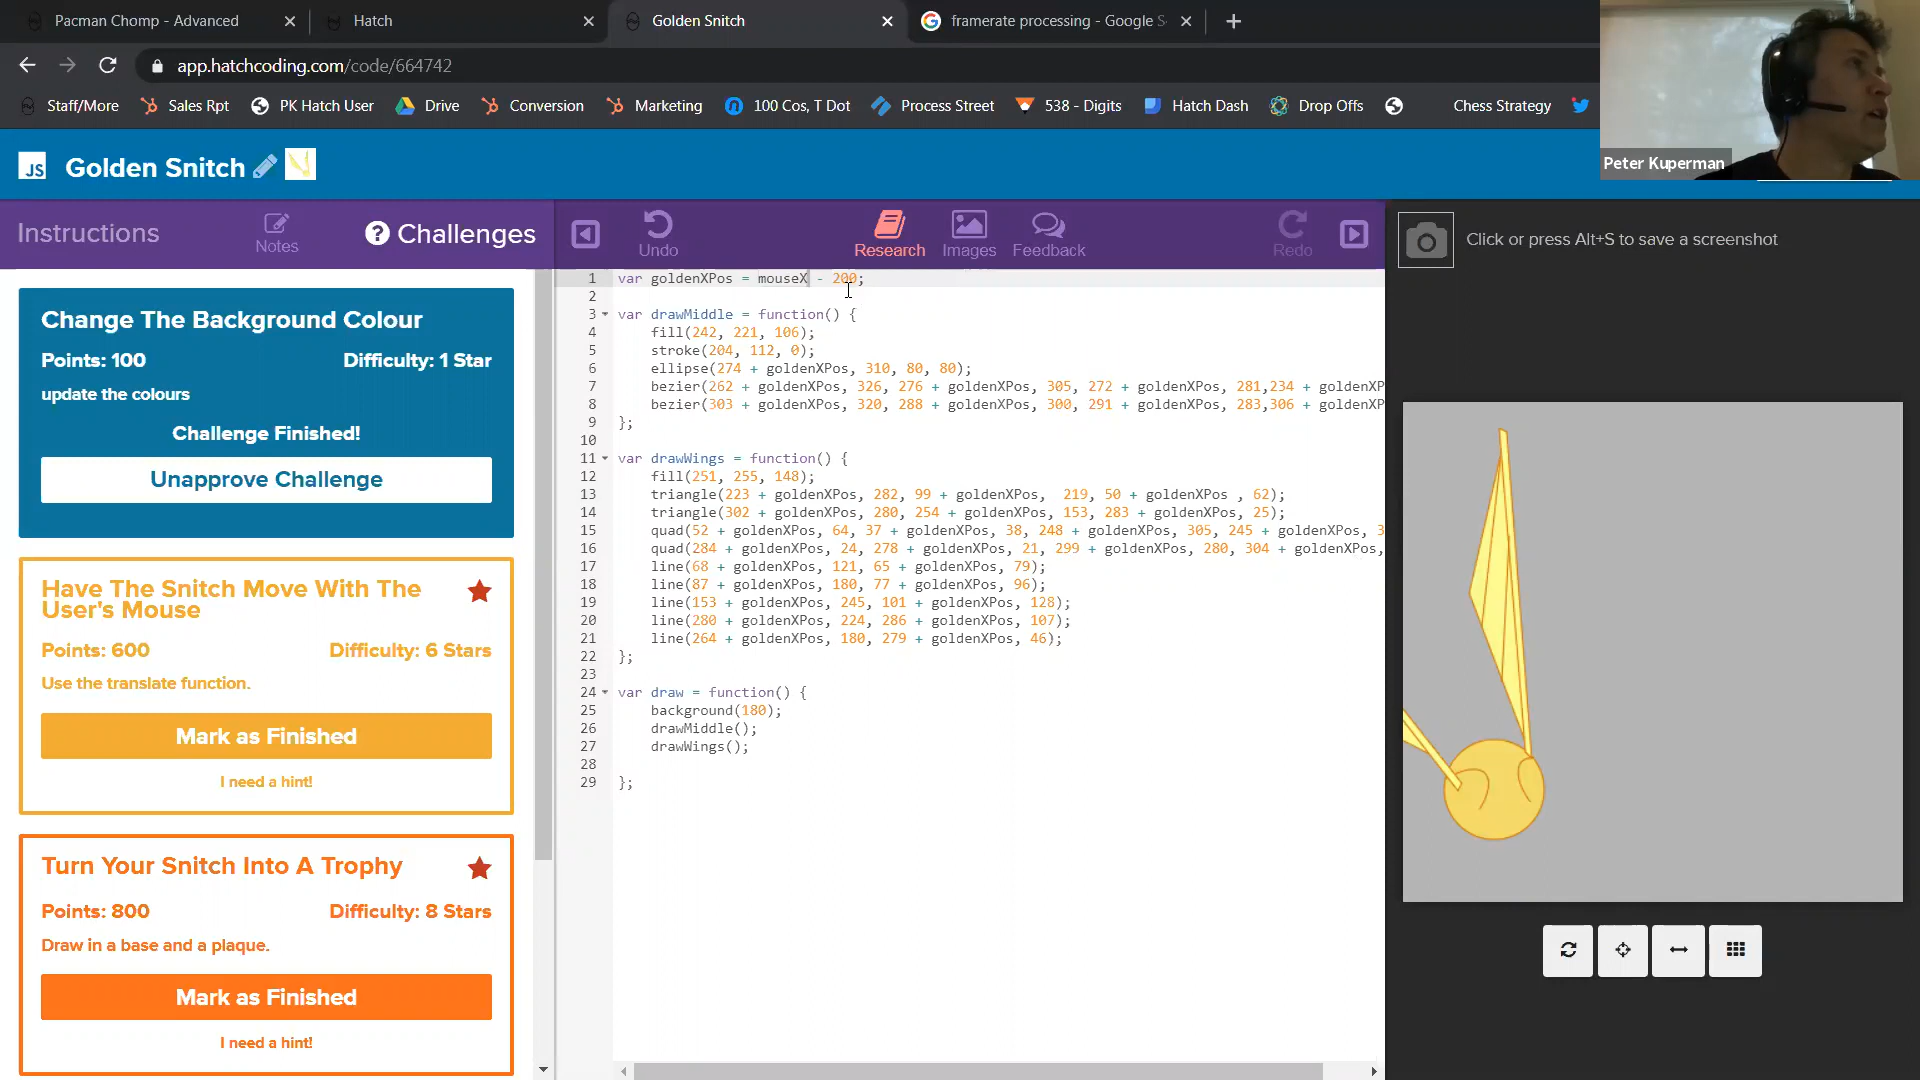 Pacman Chomp - Advanced
Hatch
Golden Snitch
framerate processing - Google S
app.hatchcoding.com/code/664742
Staff/More
Sales Rpt
PK Hatch User
Drive
Conversion
Marketing
100 Cos, T Dot
Process Street
538 - Digits
Hatch Dash
Drop Offs
Chess Strategy
Peter Kuperman
JS
Golden Snitch
Instructions
Notes
? Challenges
Undo
Research
Images
Feedback
Redo
Click or press Alt+S to save a screenshot
Change The Background Colour
Points: 100
Difficulty: 1 Star
update the colours
Challenge Finished!
Unapprove Challenge
Have The Snitch Move With The
User's Mouse
Points: 600
Difficulty: 6 Stars
Use the translate function.
Mark as Finished
I need a hint!
Turn Your Snitch Into A Trophy
Points: 800
Difficulty: 8 Stars
Draw in a base and a plaque.
Mark as Finished
I need a hint!
1 var goldenXPos = mouseX - 200;
2
3 var drawMiddle = function() {
4 fill(242, 221, 106);
5 stroke(204, 112, 0);
6 ellipse(274 + goldenXPos, 310, 80, 80);
7 bezier(262 + goldenXPos, 326, 276 + goldenXPos, 305, 272 + goldenXPos, 281,234 + goldenXP
8 bezier(303 + goldenXPos, 320, 288 + goldenXPos, 300, 291 + goldenXPos, 283,306 + goldenXP
9 };
10
11 var drawWings = function() {
12 fill(251, 255, 148);
13 triangle(223 + goldenXPos, 282, 99 + goldenXPos,  219, 50 + goldenXPos , 62);
14 triangle(302 + goldenXPos, 280, 254 + goldenXPos, 153, 283 + goldenXPos, 25);
15 quad(52 + goldenXPos, 64, 37 + goldenXPos, 38, 248 + goldenXPos, 305, 245 + goldenXPos, 3
16 quad(284 + goldenXPos, 24, 278 + goldenXPos, 21, 299 + goldenXPos, 280, 304 + goldenXPos,
17 line(68 + goldenXPos, 121, 65 + goldenXPos, 79);
18 line(87 + goldenXPos, 180, 77 + goldenXPos, 96);
19 line(153 + goldenXPos, 245, 101 + goldenXPos, 128);
20 line(280 + goldenXPos, 224, 286 + goldenXPos, 107);
21 line(264 + goldenXPos, 180, 279 + goldenXPos, 46);
22 };
23
24 var draw = function() {
25 background(180);
26 drawMiddle();
27 drawWings();
28
29 };